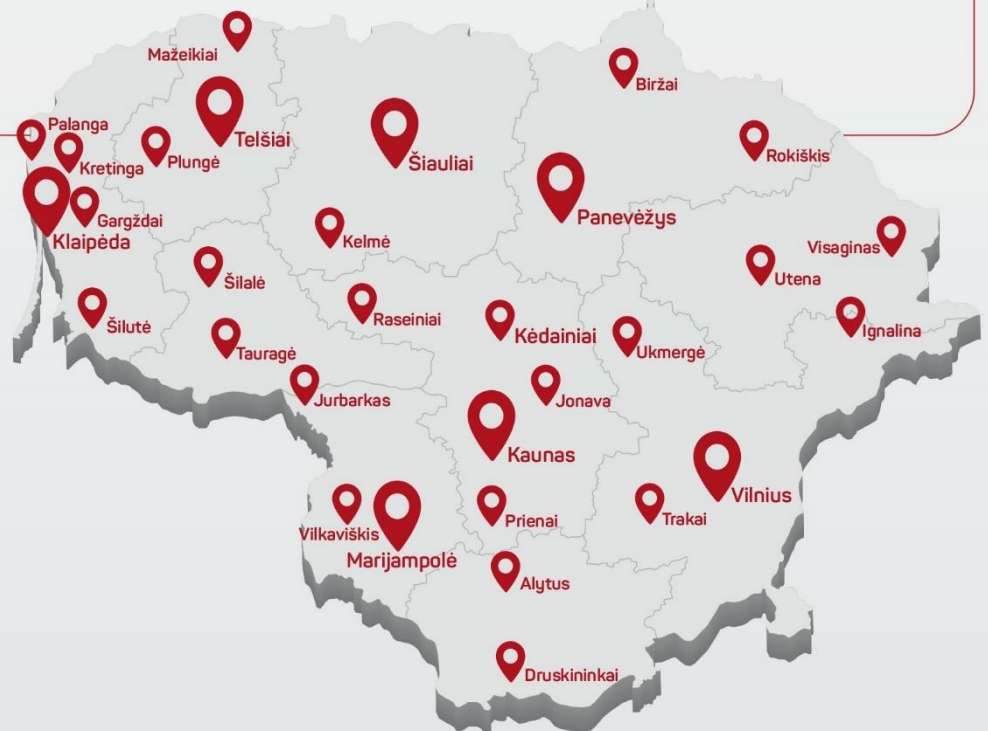 Mažeikiai
Biržai
Palanga
Telšiai
Rokiškis
Kretinga
Plungė
Šiauliai
Gargždai
Panevėžys
Klaipėda
Kelmė
Visaginas
Šilalė
Utena
Šilutė
Raseiniai
Kėdainiai
Ignalina
Tauragė
Ukmergė
Jurbarkas
Jonava
Kaunas
Vilnius
Vilkaviškis
Prienai
Trakai
Marijampolė
Alytus
Druskininkai